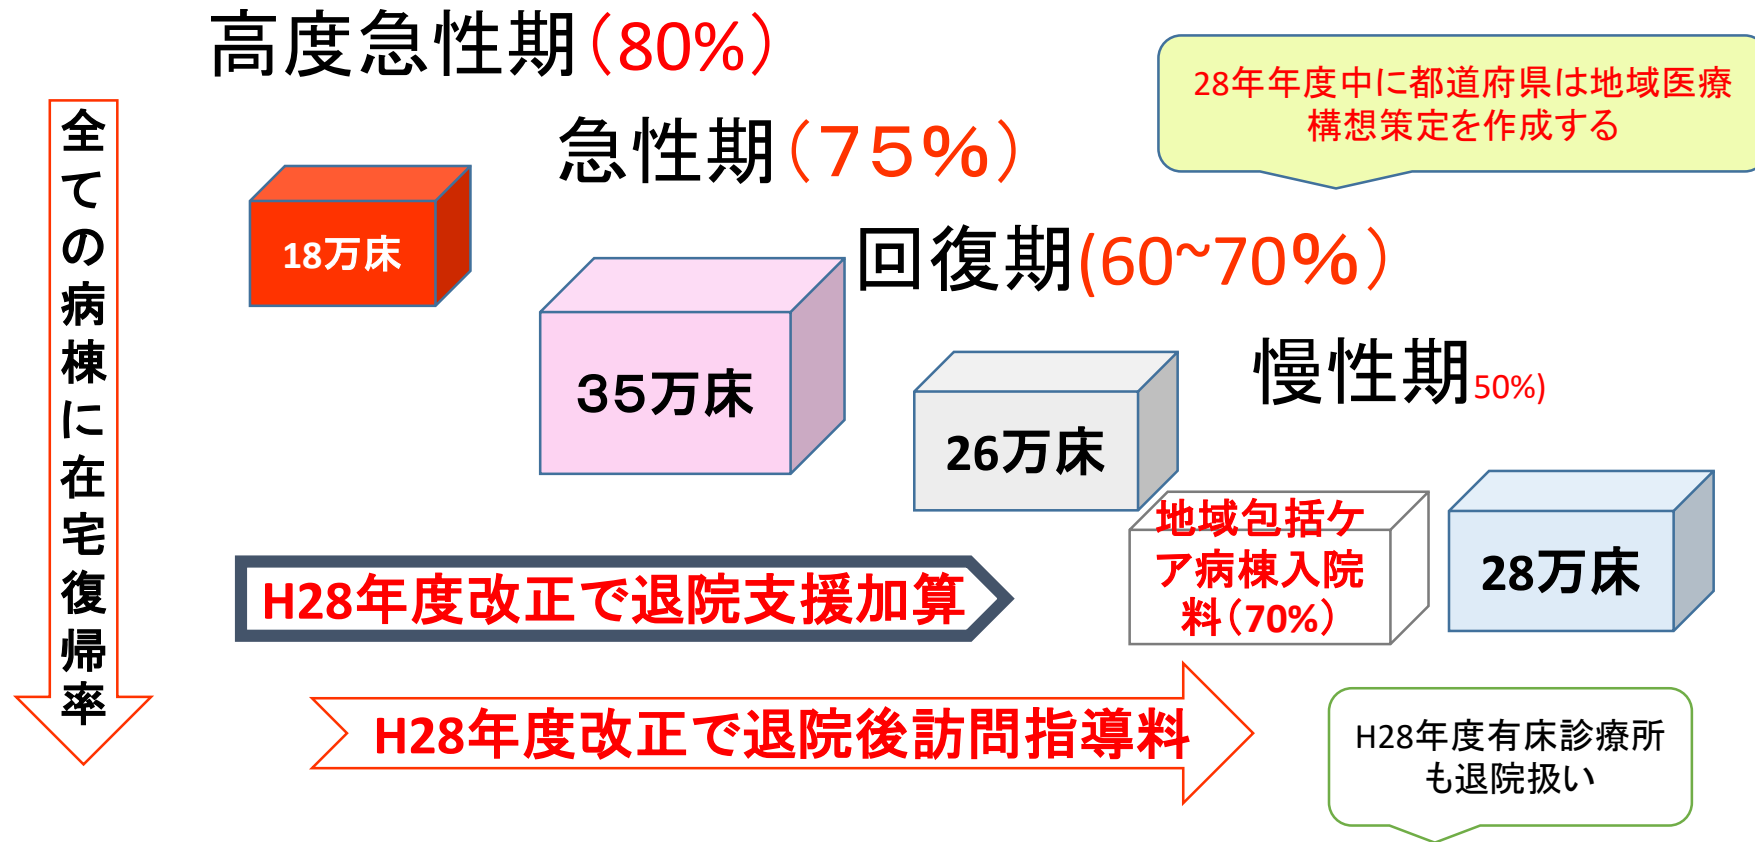 高度急性期（80%）
28年年度中に都道府県は地域医療
構想策定を作成する
全ての病棟に在宅復帰率
急性期（７５％）
18万床
回復期(60~70％）
35万床
慢性期50%)
26万床
地域包括ケ
ア病棟入院
料（70%）
28万床
H28年度改正で退院支援加算
H28年度改正で退院後訪問指導料
H28年度有床診療所
も退院扱い